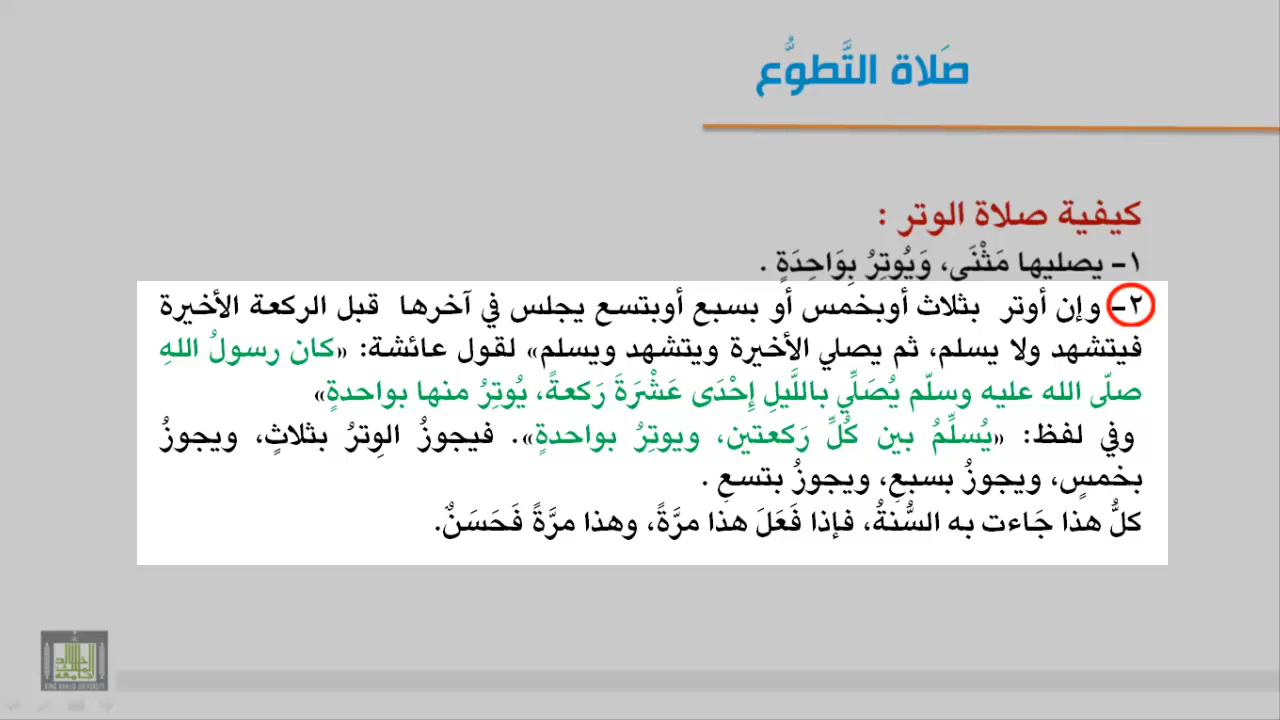 صَلاة التَّطوُّع
كيفية صلاة الوتر :
١- يصليها مَثْنَى، وَيُوتِرُ بِوَاحِدَةٍ .
٢- وإن أوتر بثلاث أوبخمس أو بسبع أوبتسع يجلس في آخرها قبل الركعة الأخيرة
فيتشهد ولا يسلم، ثم يصلي الأخيرة ويتشهد ويسلم» لقول عائشة: «كان رسولُ اللهِ
صلّى الله عليه وسلّم يُصَلِّي باللَّيلِ إِحْدَى عَشْرَةَ رَكعةً، يُوتِرُ منها بواحدةٍ»
وفي لفظ: «يُسلِّمُ بين كُلِّ رَكعتين، ويوتِرُ بواحدةٍ». فيجوزُ الوِترُ بثلاثٍ، ويجوزُ
بخمسٍ، ويجوزُ بسبعِ، ويجوزُ بتسعِ .
كلُّ هذا جَاءت به السُّنةُ، فإذا فَعَلَ هذا مرَّةً، وهذا مرَّةً فَحَسَنٌ.
KING KHALID UNIVERSITY